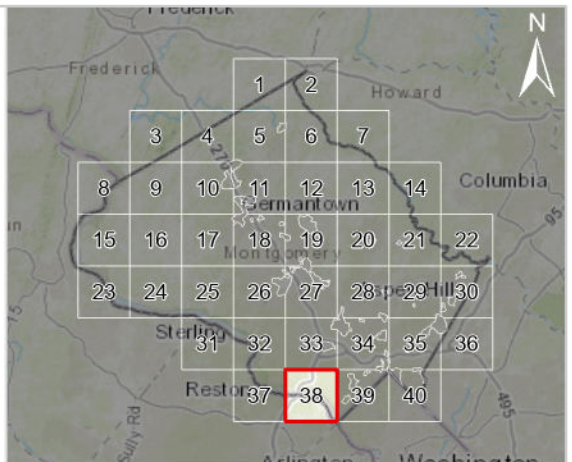 Frederick
N
Frederick
1 2
Howard
3 4 5 6 7
270
8 9 10 11 12 13 14
Columbia
Germantown
95
15 16 17 18 19 20 21 22
Montgomery
23 24 25 26 27 28 29 30
15
Sterling
31 32 33 34 35 36
Reston
37 38 39 40
495
Sully Rd
Arlington
Washington